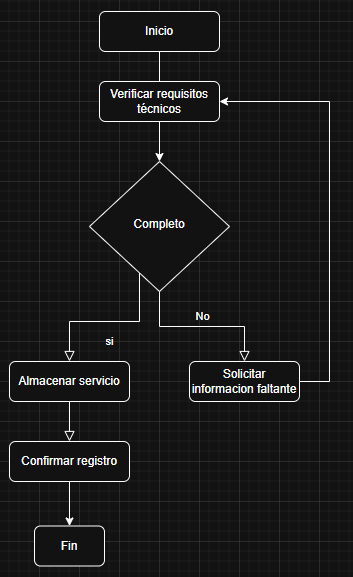 Inicio
Verificar requisitos
técnicos
Completo
No
si
Almacenar servicio
Solicitar
informacion faltante
Confirmar registro
Fin